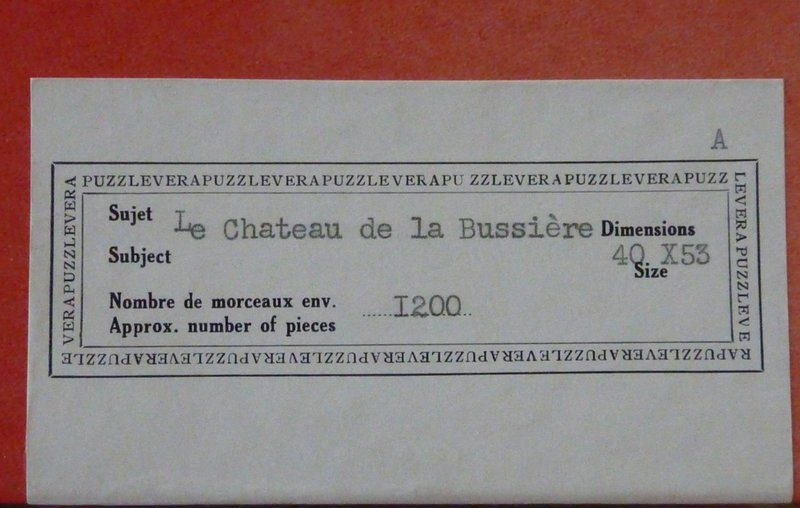 A
PUZZLEVERAPUZZLEVERAPUZZLEVERAPU ZZLEVERAPUZZLEVERAPUZZ
LEVERAPUZZLEVE
RAPUZZLEVERAPUZZLEVERAPUZZLEVERAPUZZLEVERAPUZZLEVERAPUZZLE
VERAPUZZLEVERA
Sujet Le Chateau de la Bussière Dimensions
Subject 40 X53
Size
Nombre de morceaux env. I200
Approx. number of pieces